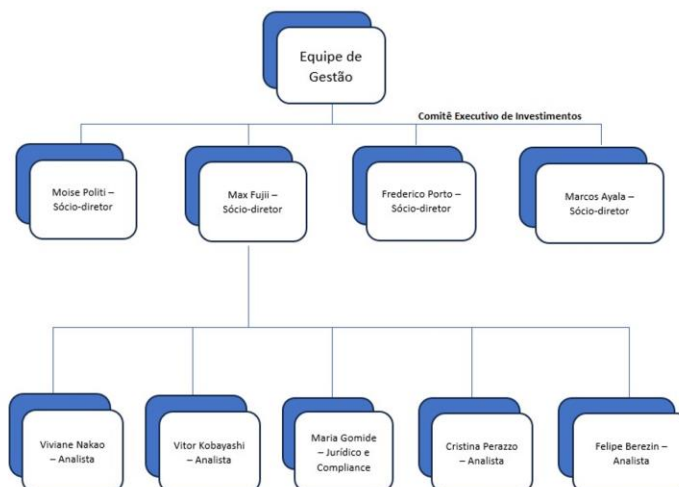 Equipe de
Gestão
Comitê Executivo de Investimentos
Moise Politi –
Sócio-diretor
Max Fujii –
Sócio-diretor
Frederico Porto –
Sócio-diretor
Marcos Ayala –
Sócio-diretor
Viviane Nakao
– Analista
Vitor Kobayashi
– Analista
Maria Gomide
– Jurídico e
Compliance
Cristina Perazzo
– Analista
Felipe Berezin –
Analista